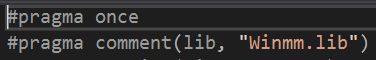 #pragma once
#pragma comment(lib, "Winmm.lib")